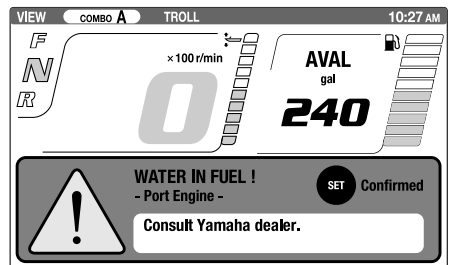 VIEW COMBO A TROLL 10:27 AM
F
N
R
×100 r/min
0
AVAL
gal
240
WATER IN FUEL !
- Port Engine -
SET Confirmed
Consult Yamaha dealer.